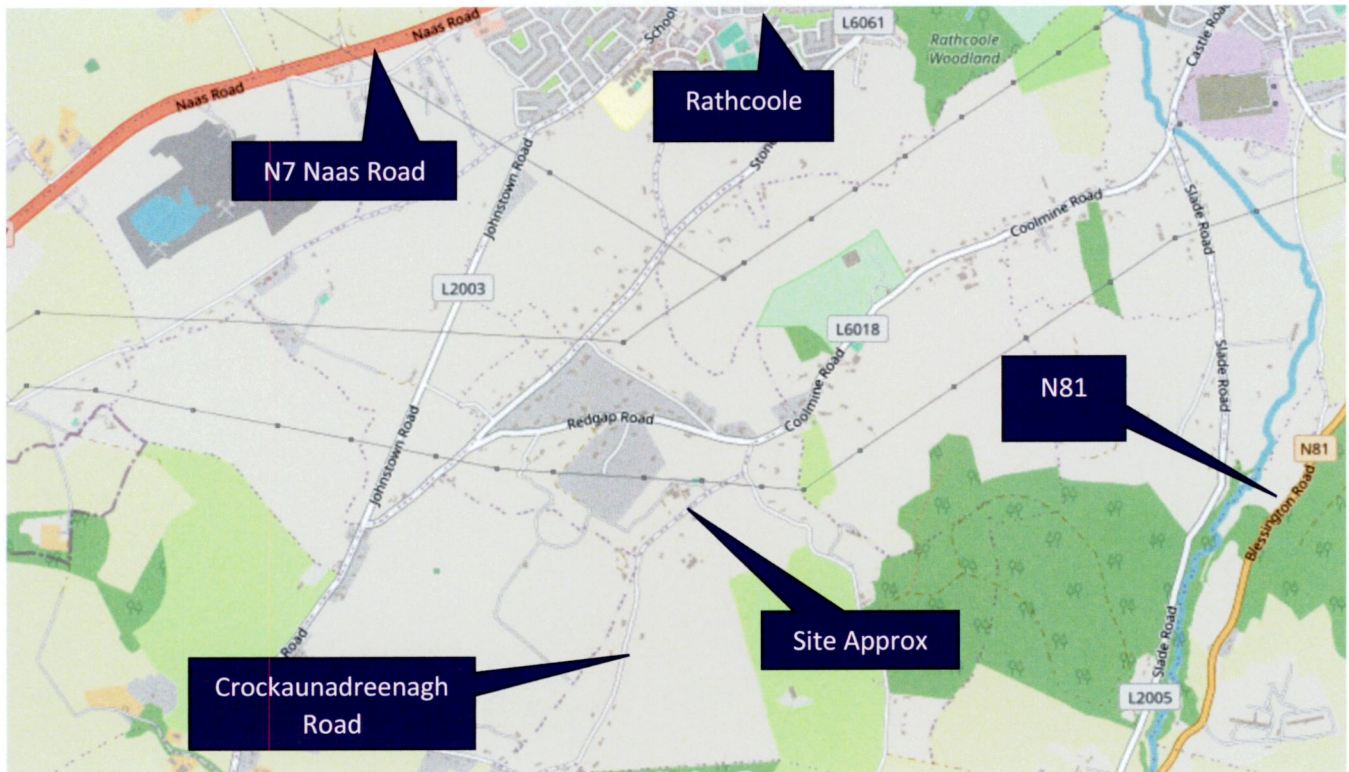 Naas Road
School
L6061
Rathcoole
Woodland
Castle Road
Rathcoole
Naas Road
N7 Naas Road
Johnstown Road
Coolmine Road
Slade Road
L2003
L6018
Slade Road
N81
Redgap Road
Coolmine Road
Johnstown Road
N81
Blessington Road
Site Approx
Road
Slade Road
Crockaunadreenagh
Road
L2005